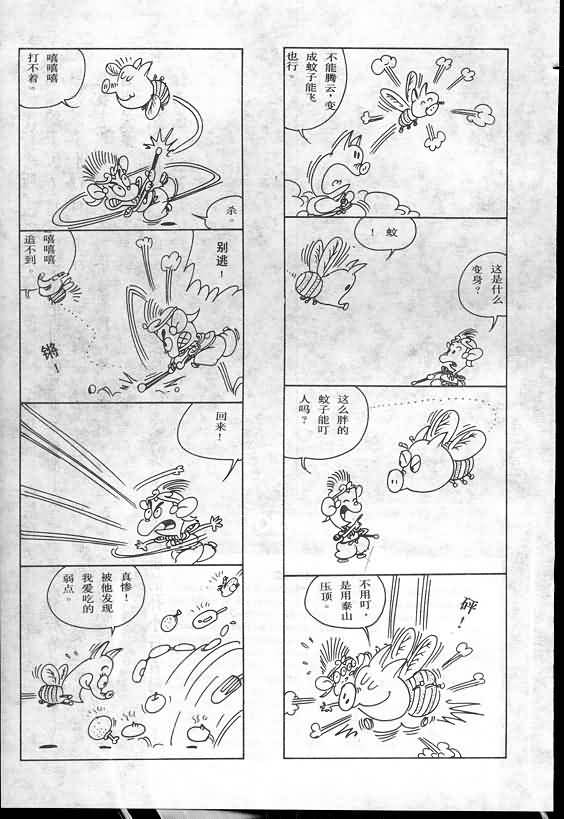 不能腾云，变
成蚊子能飞
也行。
蚊！
这是什么
变身？
这么胖的
蚊子能叮
人吗？
砰！
不用叮，
是用泰山
压顶。
嘻嘻嘻
打不着。
杀。
别逃！
嘻嘻嘻
追不到。
锵！
回来！
真惨！
被他发现
我爱吃的
弱点。